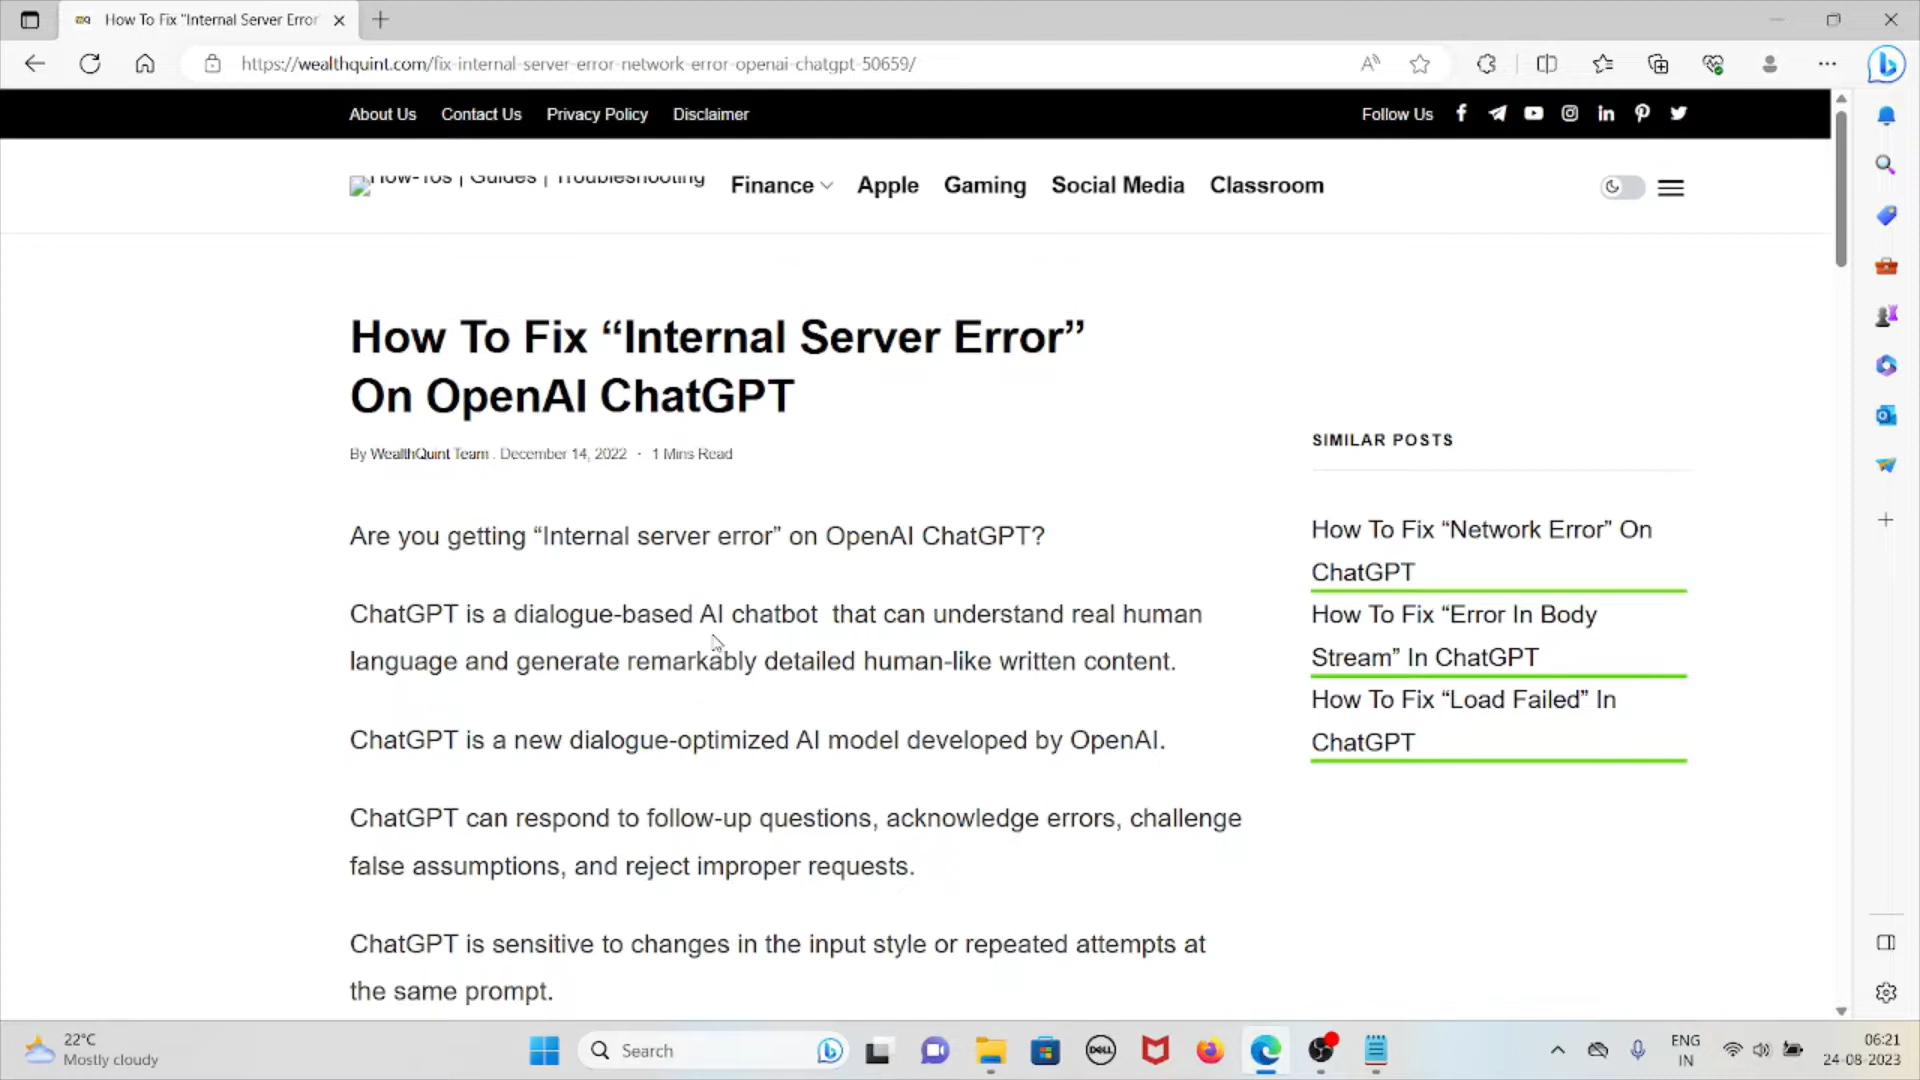 How To Fix "Internal Server Error"
https://wealthquint.com/fix-internal-server-error-network-error-openai-chatgpt-50659/
About Us Contact Us Privacy Policy Disclaimer Follow Us
How-Tos | Guides | Troubleshooting Finance Apple Gaming Social Media Classroom
How To Fix “Internal Server Error”
On OpenAI ChatGPT
By WealthQuint Team . December 14, 2022 · 1 Mins Read
Are you getting “Internal server error” on OpenAI ChatGPT?
ChatGPT is a dialogue-based AI chatbot that can understand real human
language and generate remarkably detailed human-like written content.
ChatGPT is a new dialogue-optimized AI model developed by OpenAI.
ChatGPT can respond to follow-up questions, acknowledge errors, challenge
false assumptions, and reject improper requests.
ChatGPT is sensitive to changes in the input style or repeated attempts at
the same prompt.
SIMILAR POSTS
How To Fix “Network Error” On
ChatGPT
How To Fix “Error In Body
Stream” In ChatGPT
How To Fix “Load Failed” In
ChatGPT
22°C
Mostly cloudy
Search
DELL
ENG
IN
06:21
24-08-2023